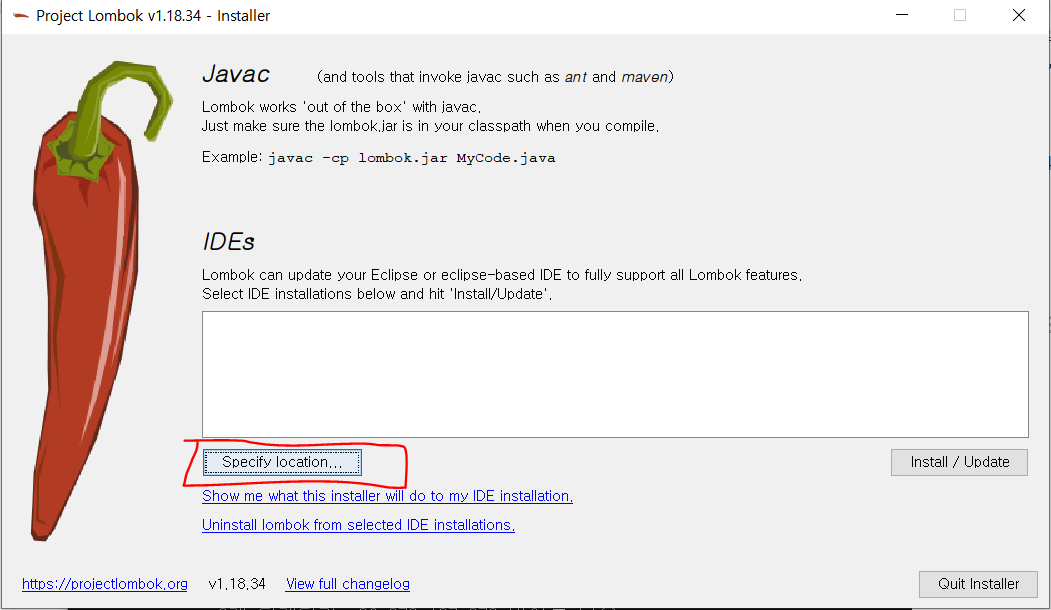 Project Lombok v1.18.34 - Installer
Javac (and tools that invoke javac such as ant and maven)
Lombok works 'out of the box' with javac.
Just make sure the lombok.jar is in your classpath when you compile.
Example: javac -cp lombok.jar MyCode.java
IDEs
Lombok can update your Eclipse or eclipse-based IDE to fully support all Lombok features.
Select IDE installations below and hit 'Install/Update'.
Specify location... Install / Update
Show me what this installer will do to my IDE installation.
Uninstall lombok from selected IDE installations.
https://projectlombok.org v1.18.34 View full changelog Quit Installer